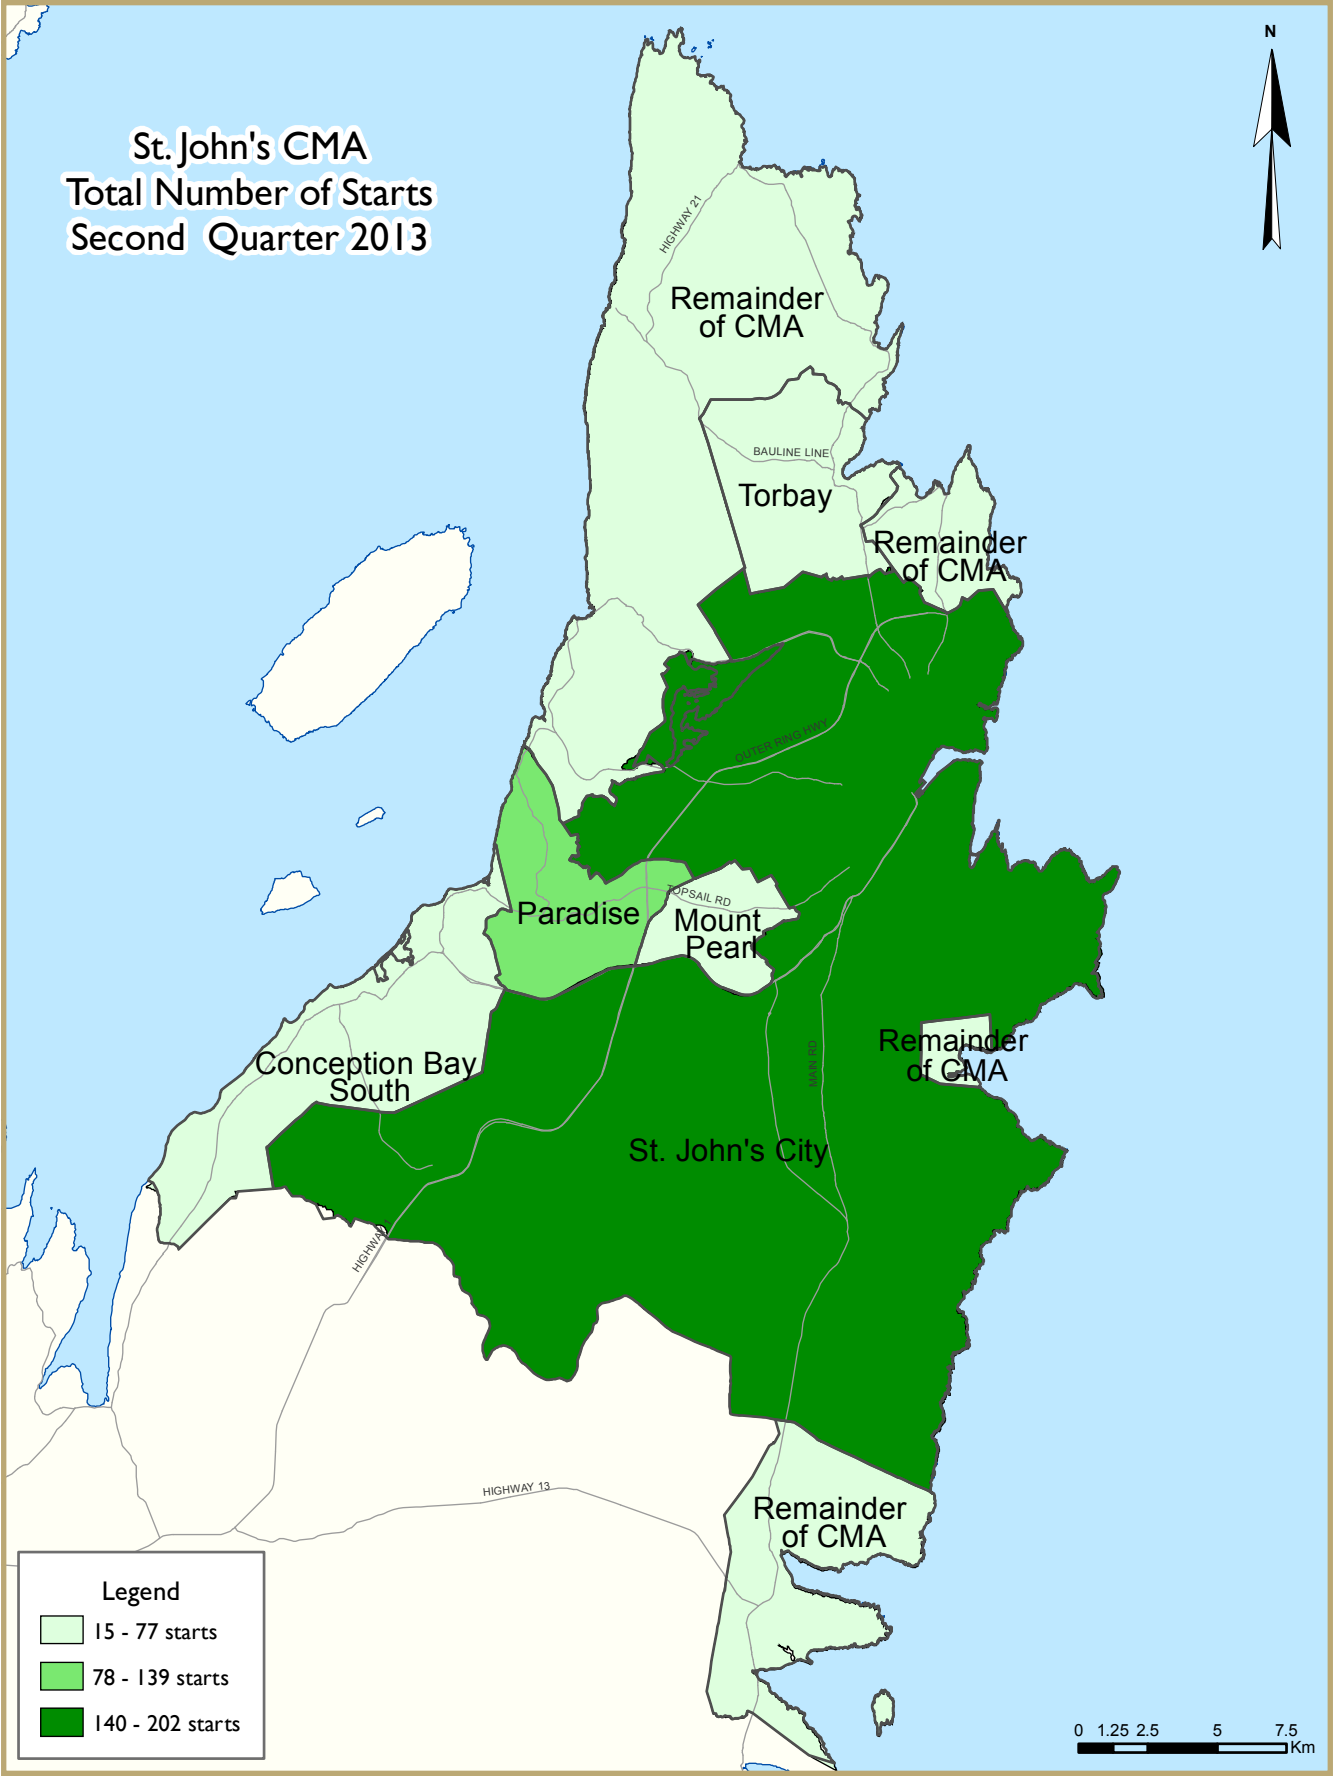 N
St. John's CMA
Total Number of Starts
Second Quarter 2013
HIGHWAY 21
Remainder
of CMA
BAULINE LINE
Torbay
Remainder
of CMA
OUTER RING HWY
TOPSAIL RD
Paradise
Mount
Pearl
Remainder
of CMA
MAIN RD
Conception Bay
South
St. John's City
HIGHWAY
HIGHWAY 13
Remainder
of CMA
Legend
15 - 77 starts
78 - 139 starts
140 - 202 starts
0 1.25 2.5 5 7.5
Km